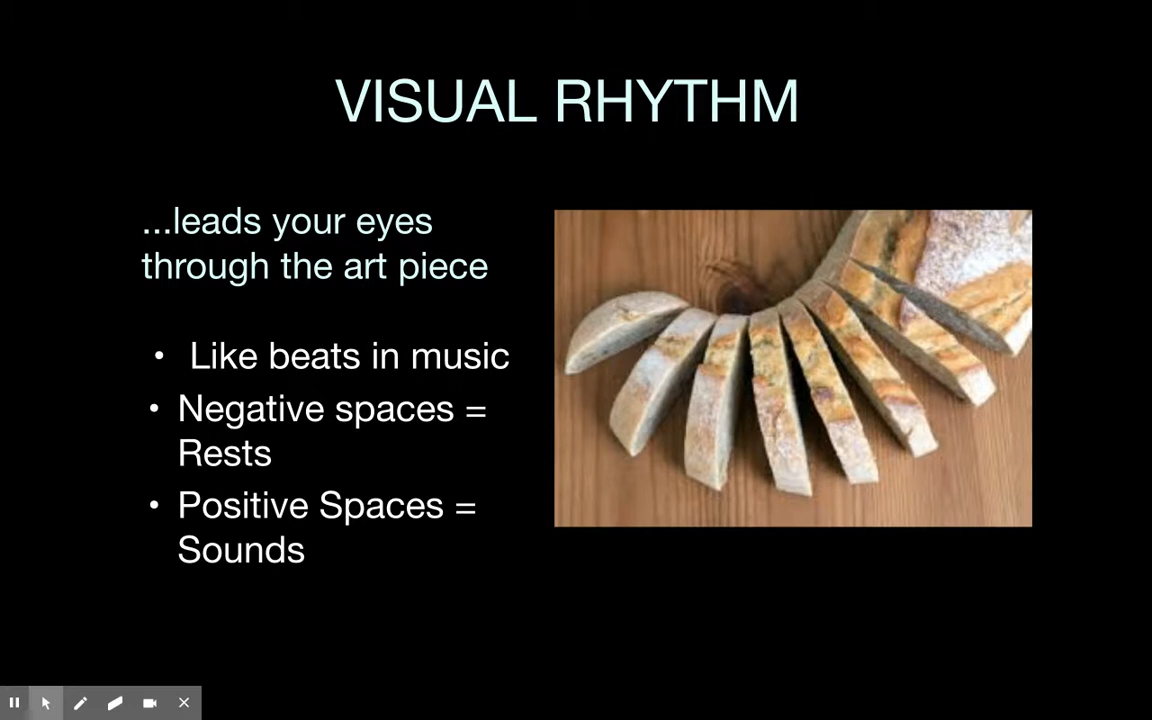 VISUAL RHYTHM
...leads your eyes
through the art piece
• Like beats in music
• Negative spaces =
Rests
• Positive Spaces =
Sounds